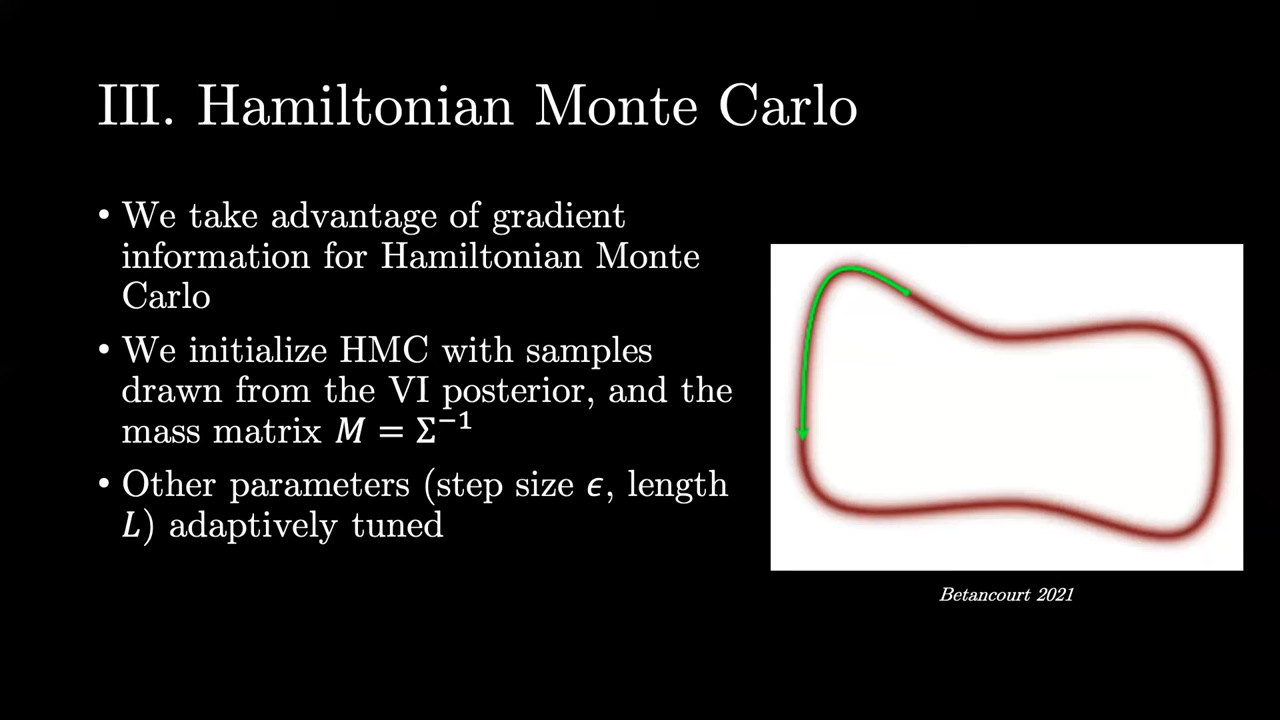 III. Hamiltonian Monte Carlo
• We take advantage of gradient
information for Hamiltonian Monte
Carlo
• We initialize HMC with samples
drawn from the VI posterior, and the
mass matrix M = Σ⁻¹
• Other parameters (step size ϵ, length
L) adaptively tuned
Betancourt 2021